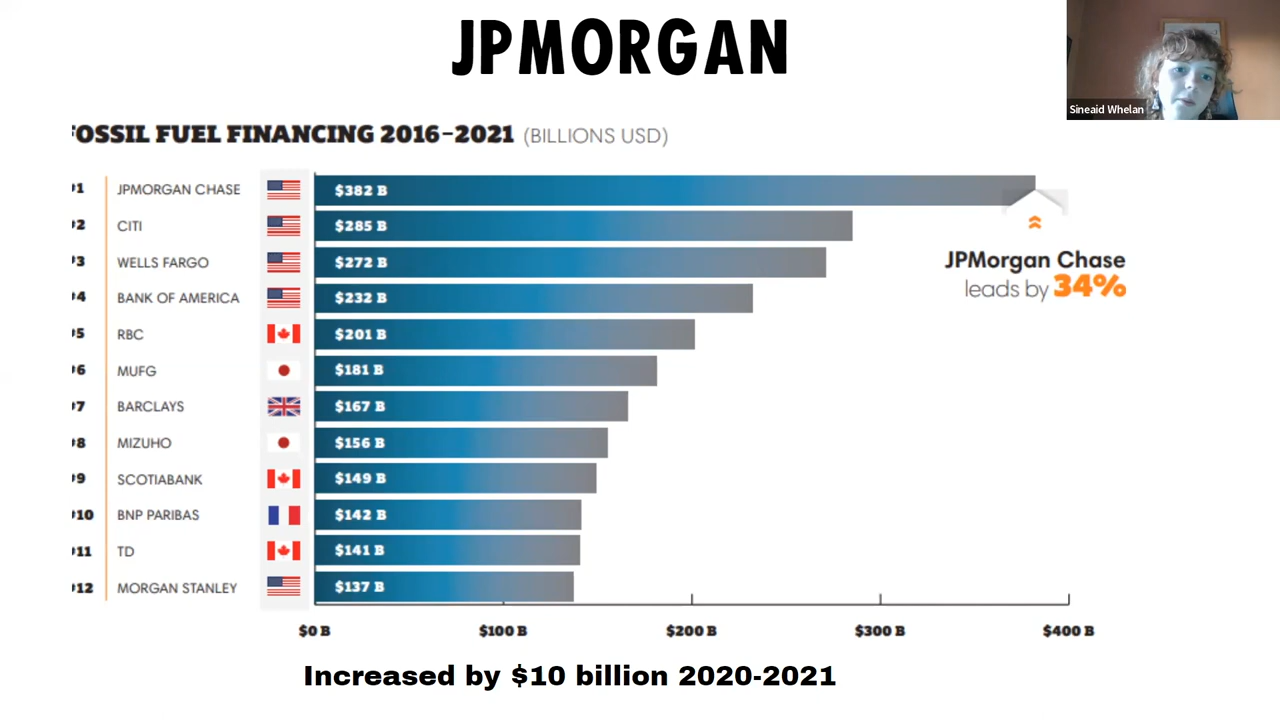 JPMORGAN
Sineaid Whelan
OSSIL FUEL FINANCING 2016–2021 (BILLIONS USD)
1 JPMORGAN CHASE $382 B
2 CITI $285 B
3 WELLS FARGO $272 B
4 BANK OF AMERICA $232 B
5 RBC $201 B
6 MUFG $181 B
7 BARCLAYS $167 B
8 MIZUHO $156 B
9 SCOTIABANK $149 B
10 BNP PARIBAS $142 B
11 TD $141 B
12 MORGAN STANLEY $137 B
JPMorgan Chase
leads by 34%
$0 B $100 B $200 B $300 B $400 B
Increased by $10 billion 2020-2021